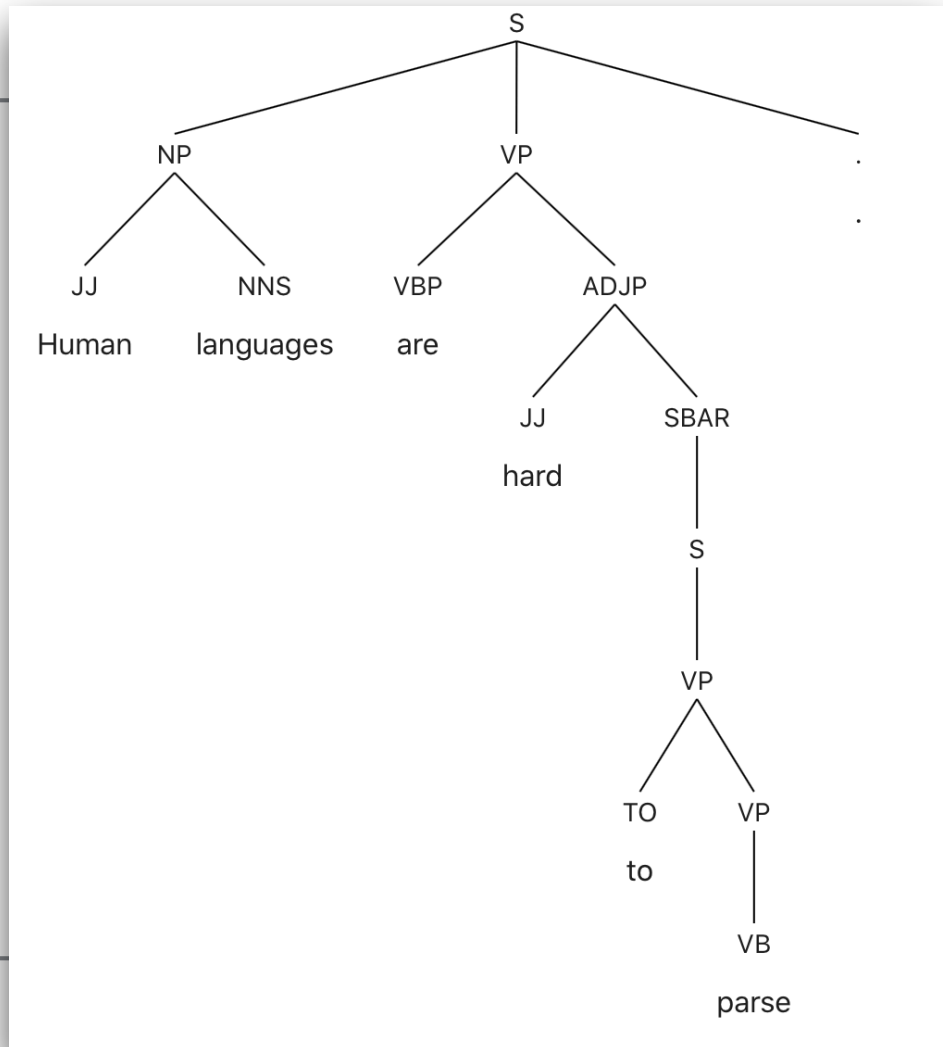 S
NP VP .
.
JJ NNS VBP ADJP
Human languages are
JJ SBAR
hard
S
VP
TO VP
to
VB
parse